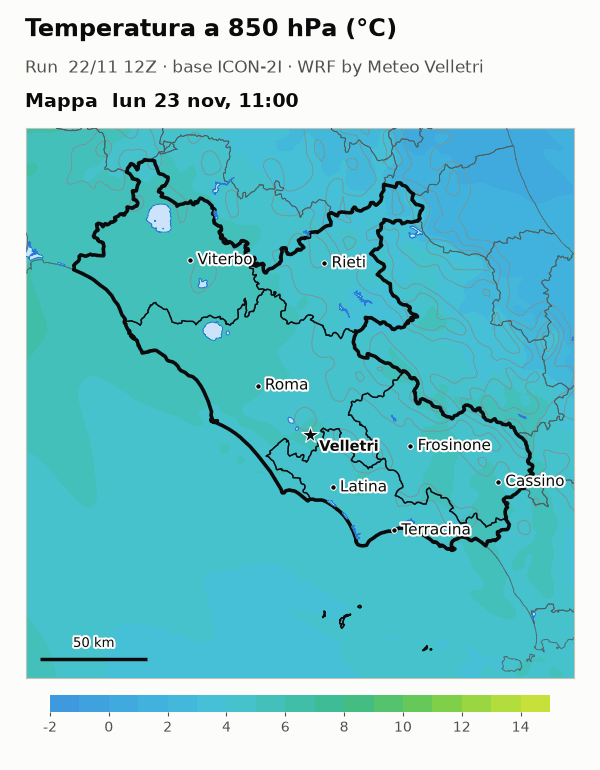 Temperatura a 850 hPa (°C)
Run  22/11 12Z · base ICON-2I · WRF by Meteo Velletri
Mappa  lun 23 nov, 11:00
Viterbo
Rieti
Roma
Velletri
Frosinone
Latina
Cassino
Terracina
50 km
-2 0 2 4 6 8 10 12 14